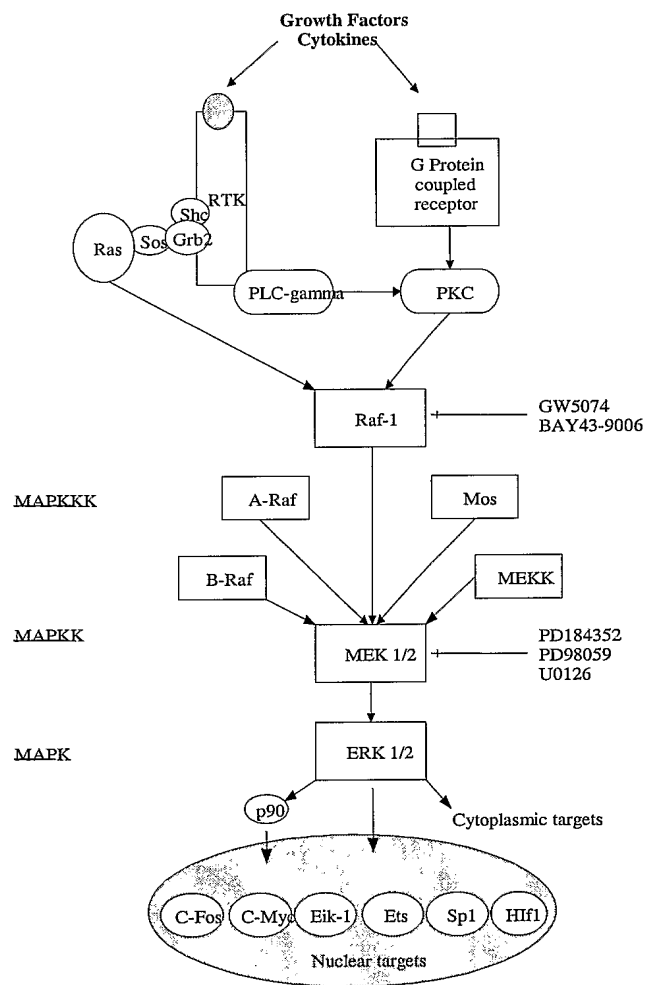 Growth Factors
Cytokines
RTK
G Protein
coupled
receptor
Shc
Ras
Sos
Grb2
PLC-gamma
PKC
Raf-1
GW5074
BAY43-9006
MAPKKK
A-Raf
Mos
B-Raf
MEKK
MAPKK
MEK 1/2
PD184352
PD98059
U0126
MAPK
ERK 1/2
p90
Cytoplasmic targets
C-Fos
C-Myc
Eik-1
Ets
Sp1
HIf1
Nuclear targets